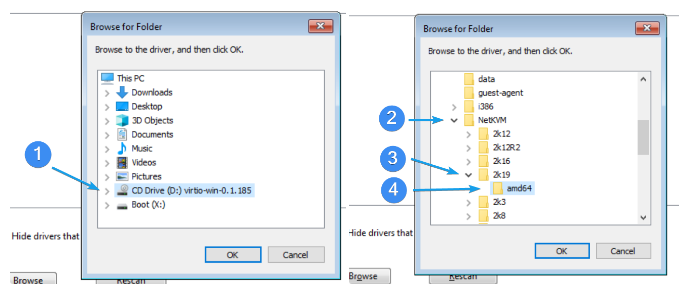 Browse for Folder
Browse to the driver, and then click OK.
This PC
Downloads
Desktop
3D Objects
Documents
Music
Videos
Pictures
CD Drive (D:) virtio-win-0.1.185
Boot (X:)
OK Cancel
1
Hide drivers that
Browse Rescan
Browse for Folder
Browse to the driver, and then click OK.
data
guest-agent
i386
2 NetKVM
2k12
2k12R2
2k16
3 2k19
4 amd64
2k3
2k8
OK Cancel
Hide drivers that
Browse Rescan